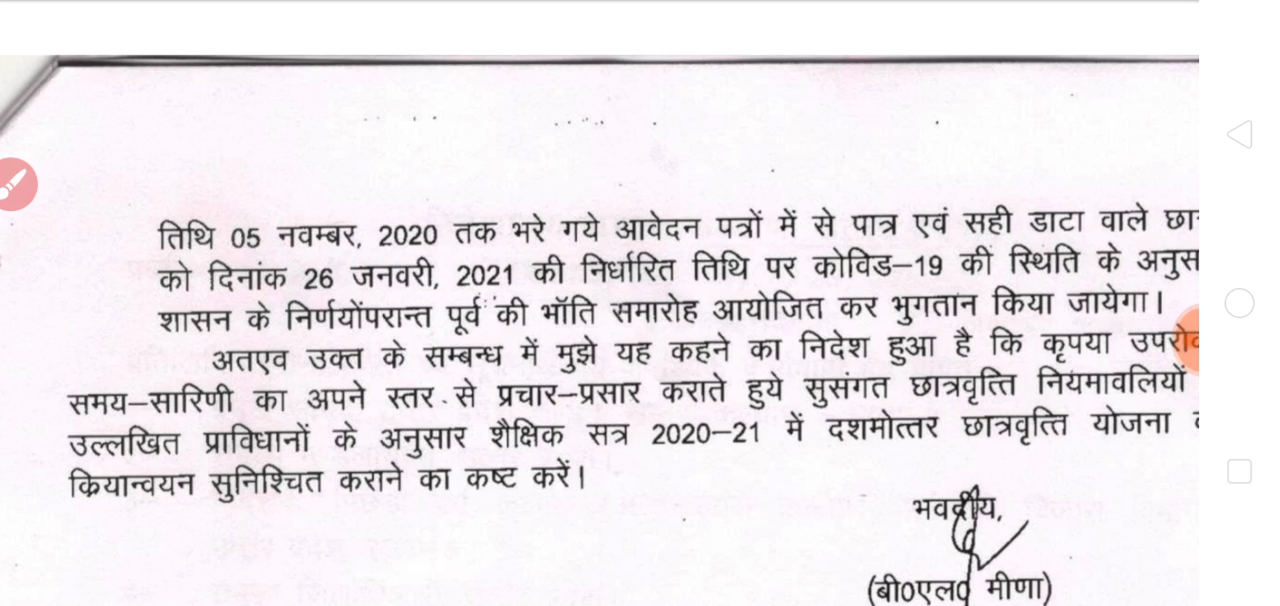 तिथि 05 नवम्बर, 2020 तक भरे गये आवेदन पत्रों में से पात्र एवं सही डाटा वाले
को दिनांक 26 जनवरी, 2021 की निर्धारित तिथि पर कोविड–19 की स्थिति के
शासन के निर्णयोंपरान्त पूर्व की भॉति समारोह आयोजित कर भुगतान किया जायेगा।
अतएव उक्त के सम्बन्ध में मुझे यह कहने का निदेश हुआ है कि कृपया
समय–सारिणी का अपने स्तर से प्रचार–प्रसार कराते हुये सुसंगत छात्रवृत्ति नियमावलियों
उल्लखित प्राविधानों के अनुसार शैक्षिक सत्र 2020–21 में दशमोत्तर छात्रवृत्ति योजना
कियान्वयन सुनिश्चित कराने का कष्ट करें।
भवदीय,
(बी0एल0 मीणा)